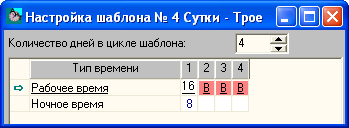 Настройка шаблона № 4 Сутки - Трое
Количество дней в цикле шаблона: 4
Тип времени 1 2 3 4
Рабочее время 16 В В В
Ночное время 8